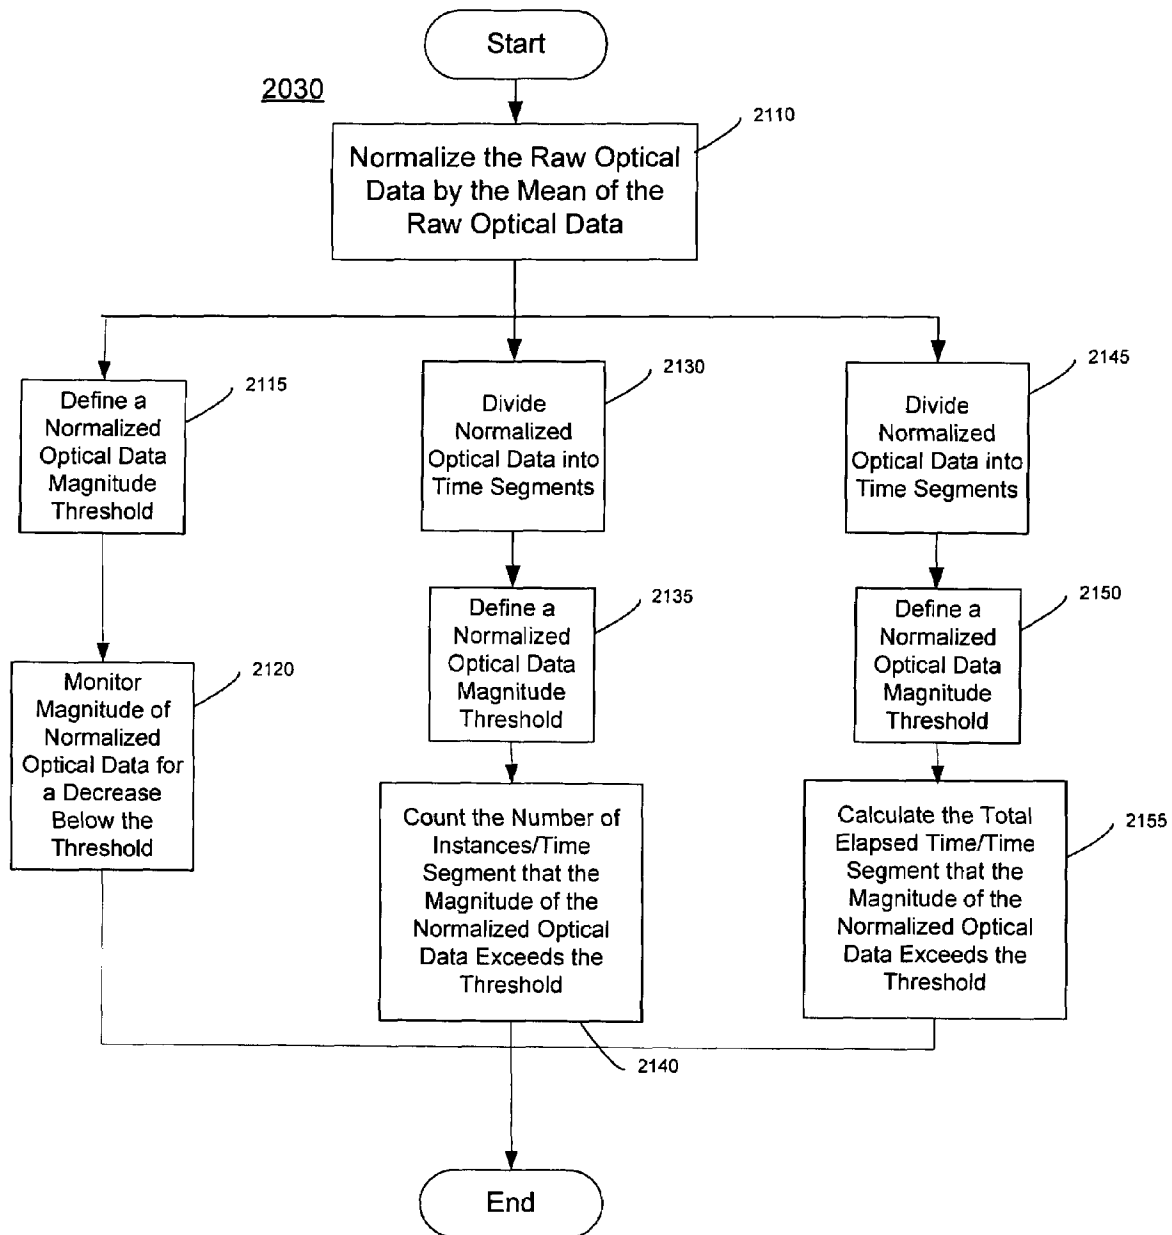 Start
2030
2110
Normalize the Raw Optical
Data by the Mean of the
Raw Optical Data
2115
Define a
Normalized
Optical Data
Magnitude
Threshold
2120
Monitor
Magnitude of
Normalized
Optical Data for
a Decrease
Below the
Threshold
2130
Divide
Normalized
Optical Data into
Time Segments
2135
Define a
Normalized
Optical Data
Magnitude
Threshold
Count the Number of
Instances/Time
Segment that the
Magnitude of the
Normalized Optical
Data Exceeds the
Threshold
2140
2145
Divide
Normalized
Optical Data into
Time Segments
2150
Define a
Normalized
Optical Data
Magnitude
Threshold
2155
Calculate the Total
Elapsed Time/Time
Segment that the
Magnitude of the
Normalized Optical
Data Exceeds the
Threshold
End